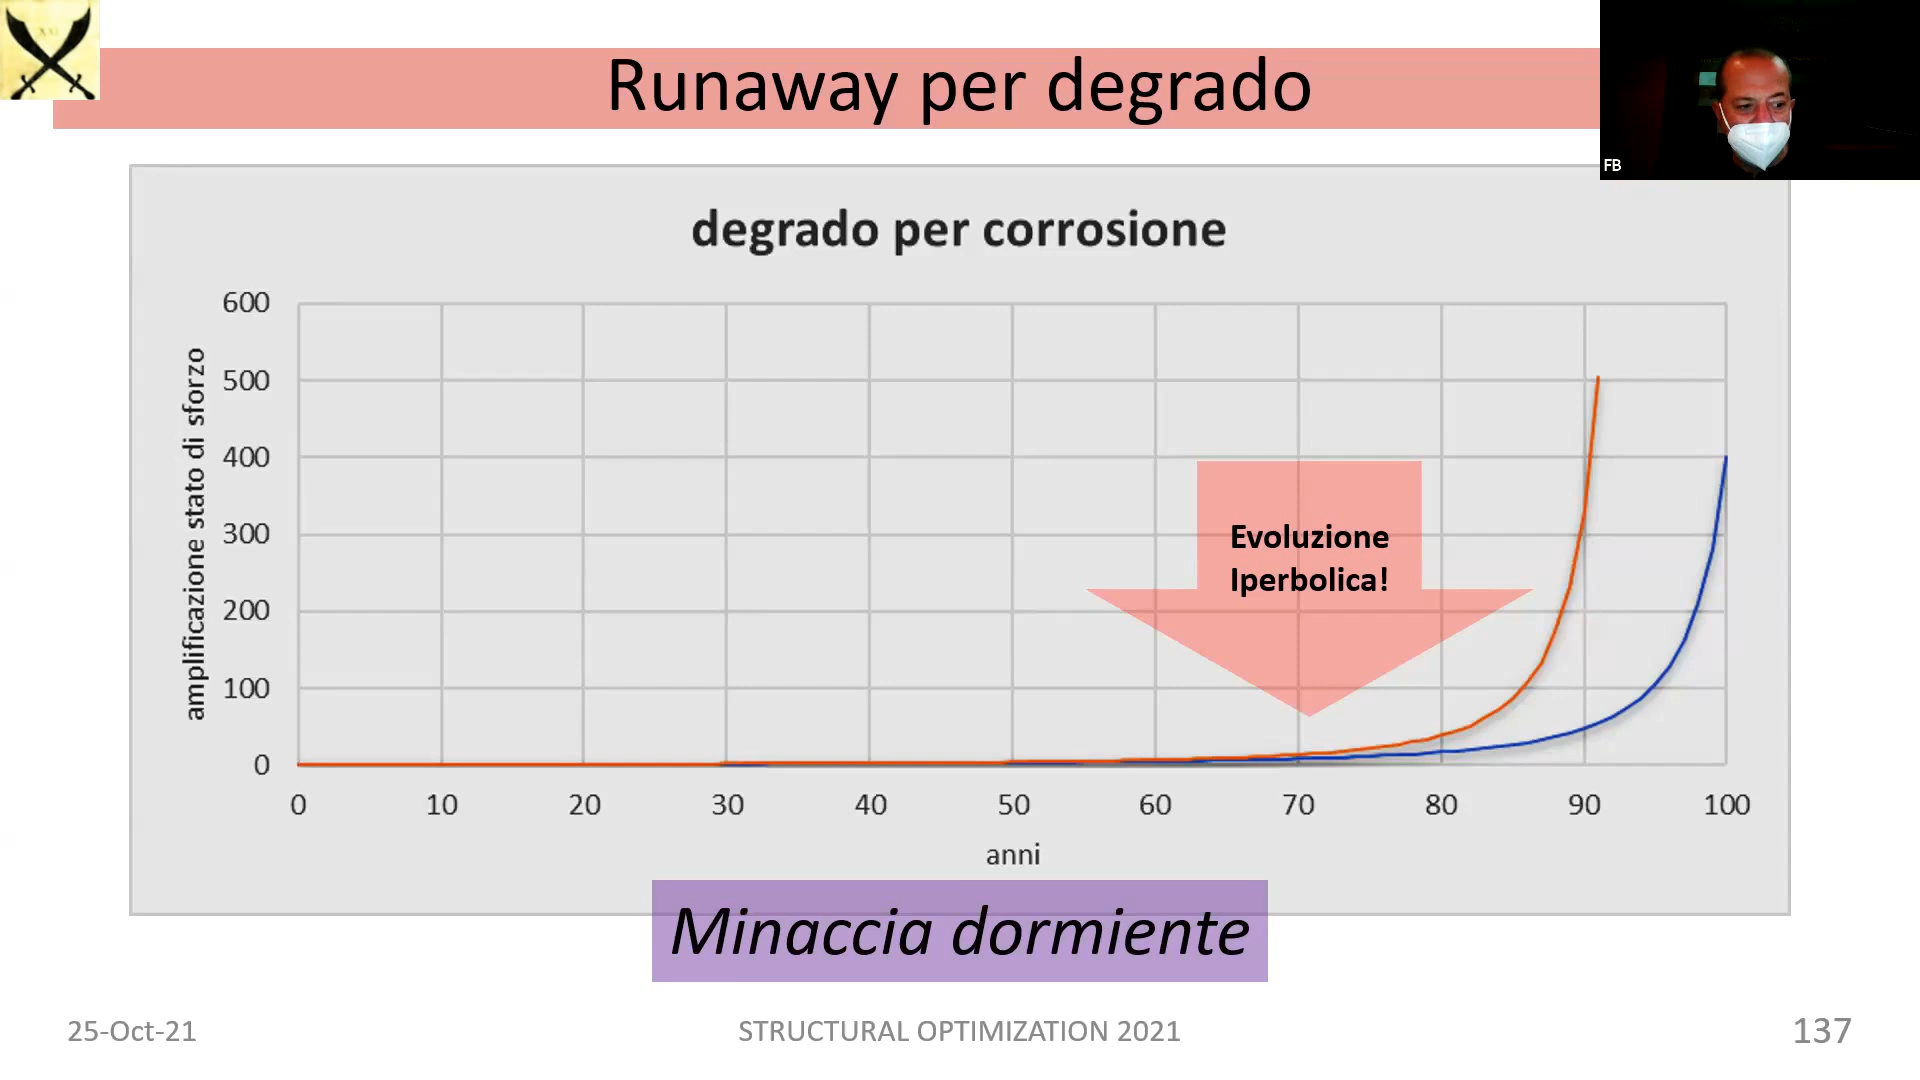 Runaway per degrado
FB
degrado per corrosione
amplificazione stato di sforzo
600
500
400
300
200
100
0
Evoluzione
Iperbolica!
0 10 20 30 40 50 60 70 80 90 100
anni
Minaccia dormiente
25-Oct-21 STRUCTURAL OPTIMIZATION 2021 137